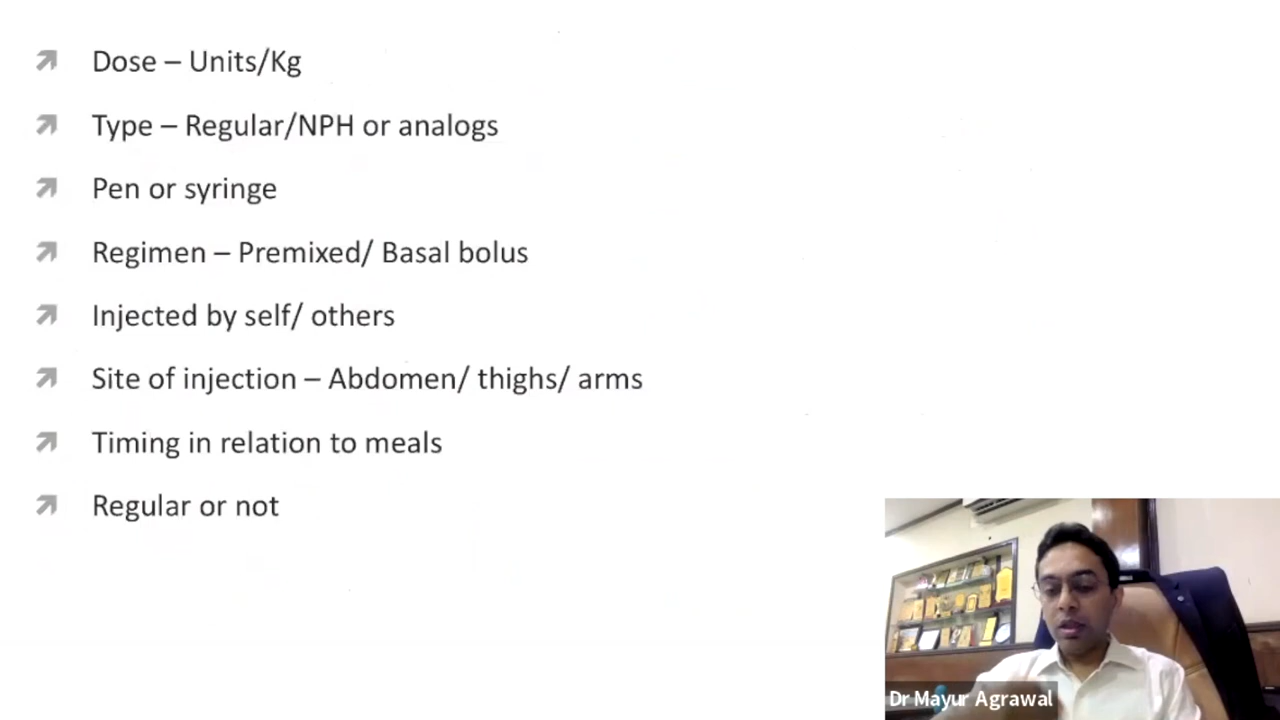 Dose – Units/Kg
Type – Regular/NPH or analogs
Pen or syringe
Regimen – Premixed/ Basal bolus
Injected by self/ others
Site of injection – Abdomen/ thighs/ arms
Timing in relation to meals
Regular or not
Dr Mayur Agrawal